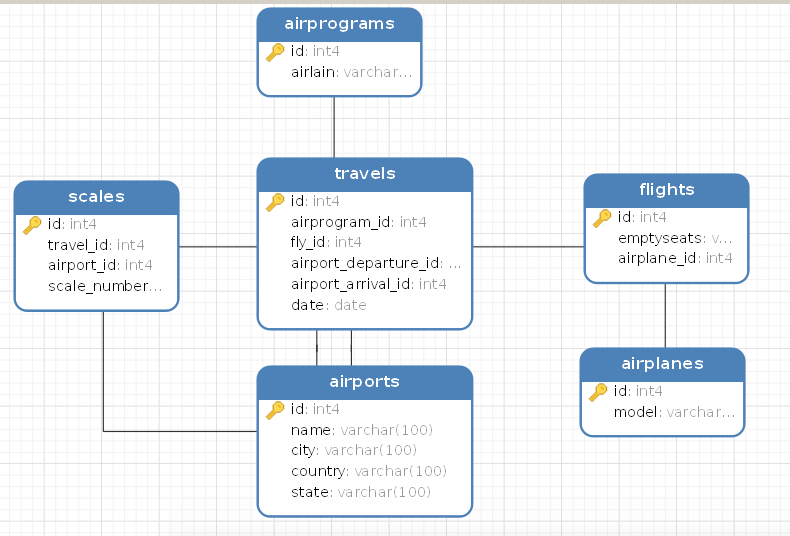 airprograms
id: int4
airlain: varchar...
travels
id: int4
airprogram_id: int4
fly_id: int4
airport_departure_id: ...
airport_arrival_id: int4
date: date
scales
id: int4
travel_id: int4
airport_id: int4
scale_number...
flights
id: int4
emptyseats: v...
airplane_id: int4
airports
id: int4
name: varchar(100)
city: varchar(100)
country: varchar(100)
state: varchar(100)
airplanes
id: int4
model: varchar...